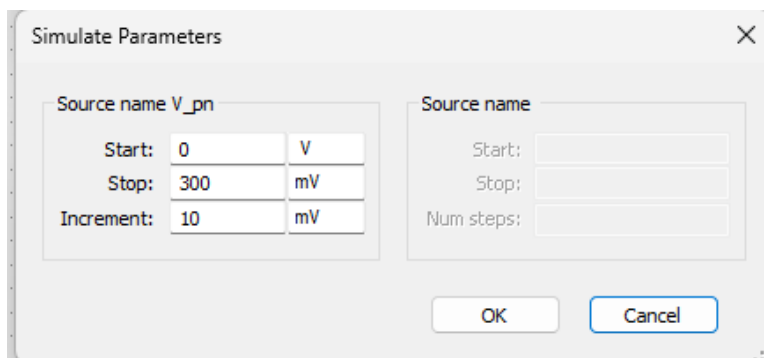 Simulate Parameters
Source name V_pn
Start: 0 V
Stop: 300 mV
Increment: 10 mV
Source name
Start:
Stop:
Num steps:
OK Cancel